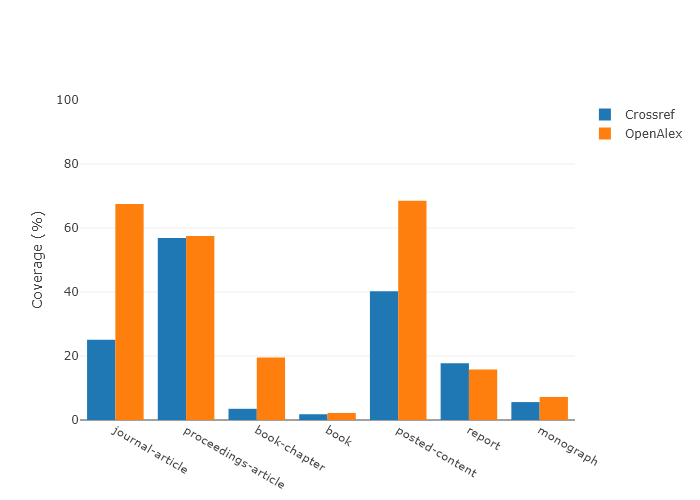 100
80
60
40
20
0
Coverage (%)
journal-article
proceedings-article
book-chapter
book
posted-content
report
monograph
Crossref
OpenAlex